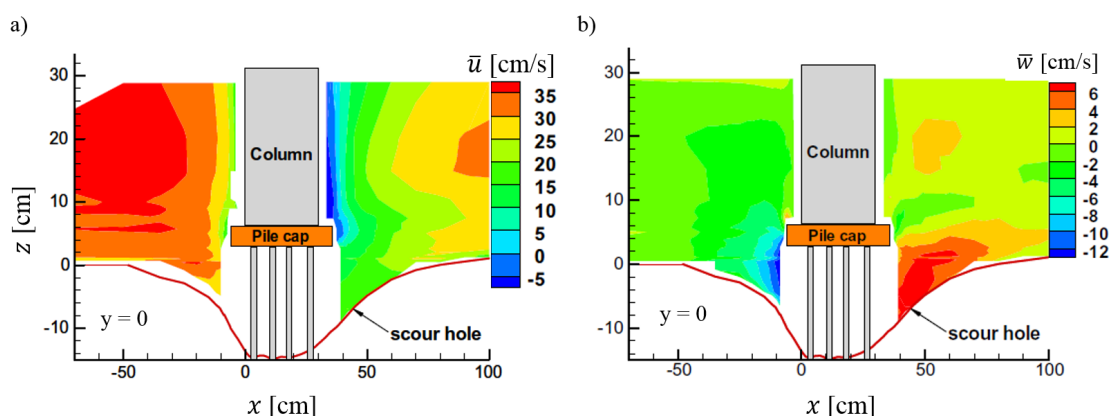 a)
u̅ [cm/s]
30
20
10
0
-10
z [cm]
Column
Pile cap
y = 0
scour hole
35
30
25
20
15
10
5
0
-5
-50
0
50
100
x [cm]
b)
w̅ [cm/s]
30
20
10
0
-10
Column
Pile cap
y = 0
scour hole
6
4
2
0
-2
-4
-6
-8
-10
-12
-50
0
50
100
x [cm]